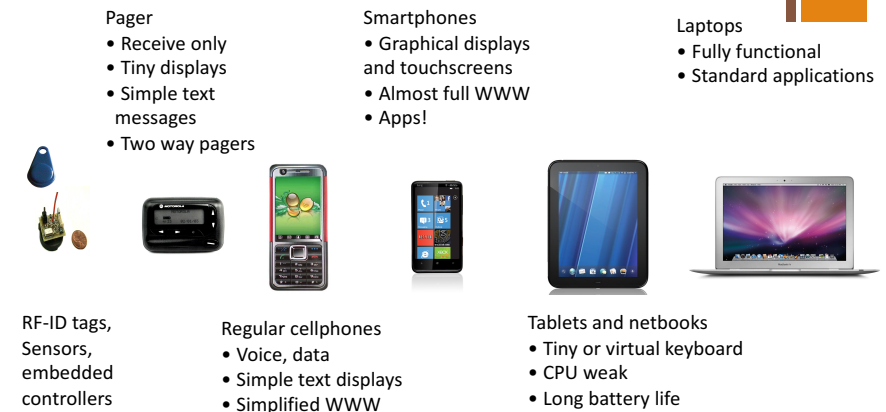 Pager
• Receive only
• Tiny displays
• Simple text
messages
• Two way pagers
Smartphones
• Graphical displays
and touchscreens
• Almost full WWW
• Apps!
Laptops
• Fully functional
• Standard applications
MOTOROLA
RF-ID tags,
Sensors,
embedded
controllers
Regular cellphones
• Voice, data
• Simple text displays
• Simplified WWW
Tablets and netbooks
• Tiny or virtual keyboard
• CPU weak
• Long battery life